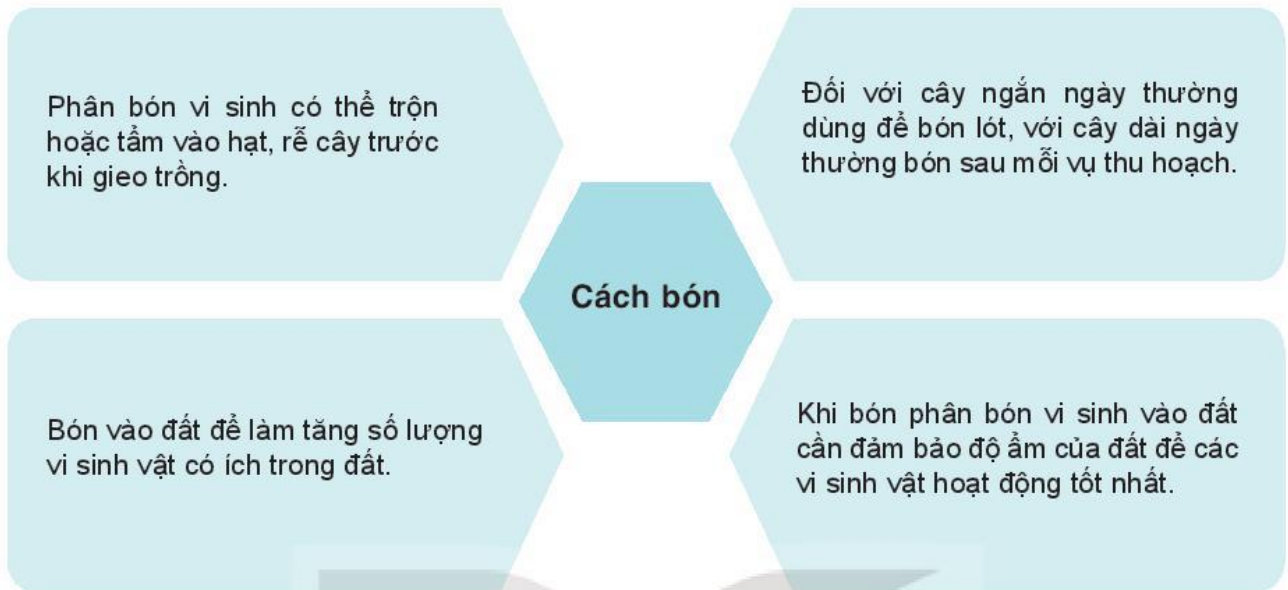 Phân bón vi sinh có thể trộn
hoặc tẩm vào hạt, rễ cây trước
khi gieo trồng.
Đối với cây ngắn ngày thường
dùng để bón lót, với cây dài ngày
thường bón sau mỗi vụ thu hoạch.
Cách bón
Bón vào đất để làm tăng số lượng
vi sinh vật có ích trong đất.
Khi bón phân bón vi sinh vào đất
cần đảm bảo độ ẩm của đất để các
vi sinh vật hoạt động tốt nhất.